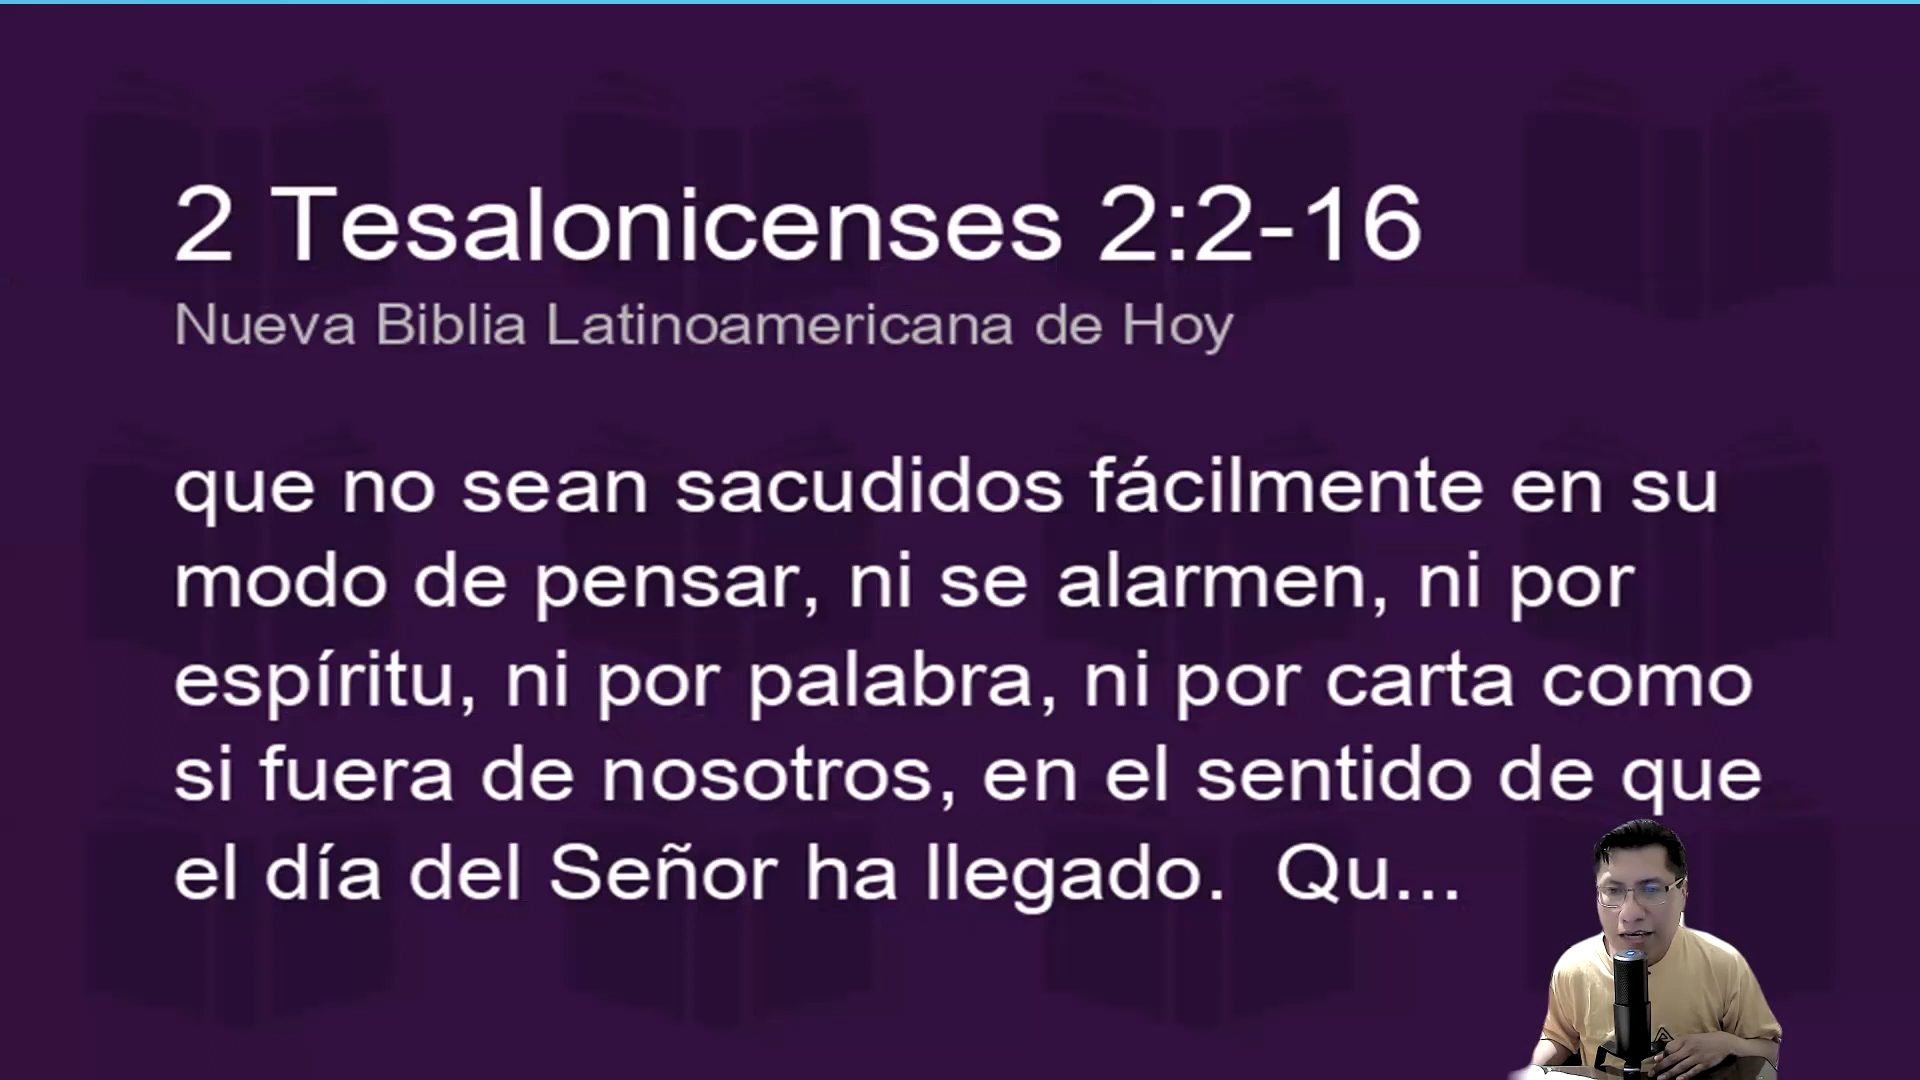 2 Tesalonicenses 2:2-16
Nueva Biblia Latinoamericana de Hoy
que no sean sacudidos fácilmente en su
modo de pensar, ni se alarmen, ni por
espíritu, ni por palabra, ni por carta como
si fuera de nosotros, en el sentido de que
el día del Señor ha llegado.  Qu...